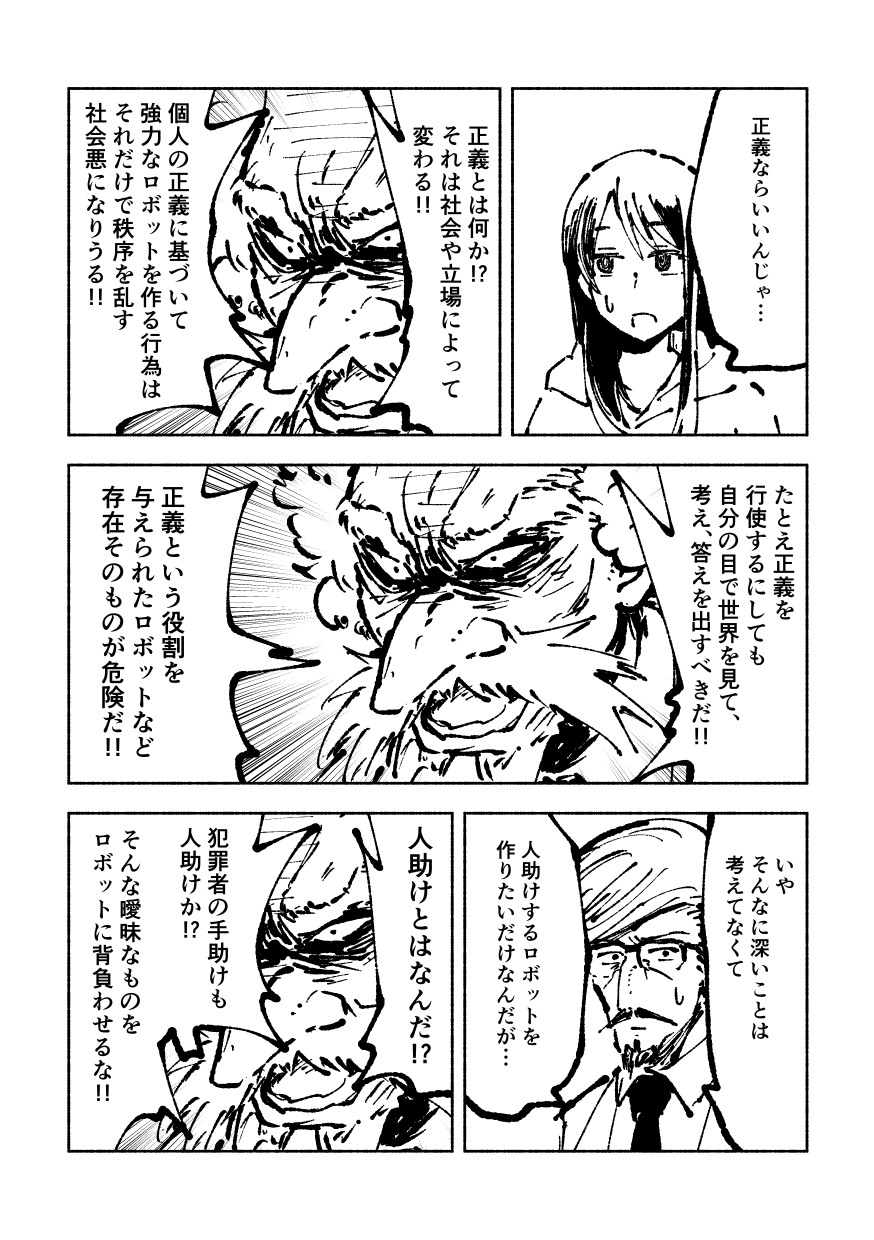 正義ならいいんじゃ…
正義とは何か!?
それは社会や立場によって
変わる!!
個人の正義に基づいて
強力なロボットを作る行為は
それだけで秩序を乱す
社会悪になりうる!!
たとえ正義を
行使するにしても
自分の目で世界を見て、
考え、答えを出すべきだ!!
正義という役割を
与えられたロボットなど
存在そのものが危険だ!!
いや
そんなに深いことは
考えてなくて
人助けするロボットを
作りたいだけなんだが…
人助けとはなんだ!?
犯罪者の手助けも
人助けか!?
そんな曖昧なものを
ロボットに背負わせるな!!